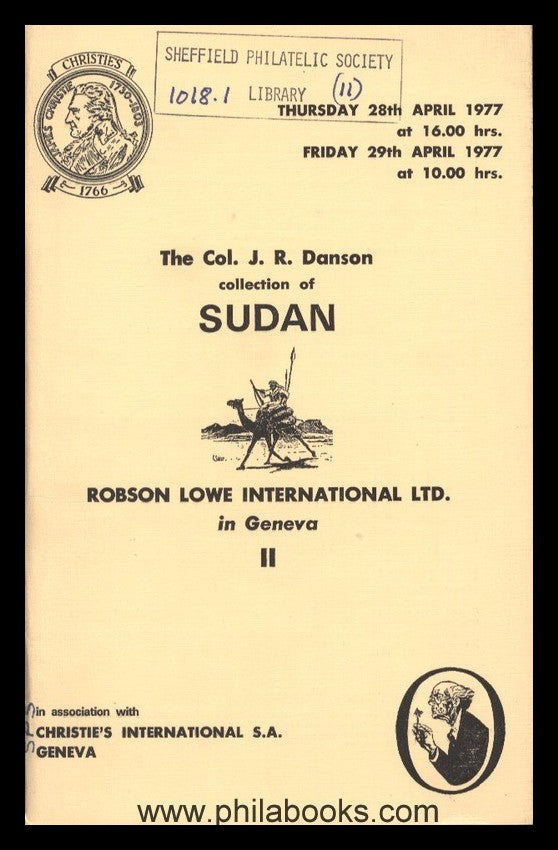 SHEFFIELD PHILATELIC SOCIETY
1018.1 LIBRARY (11)
CHRISTIE'S
JAMES CHRISTIE 1730-1803
1766
THURSDAY 28th APRIL 1977
at 16.00 hrs.
FRIDAY 29th APRIL 1977
at 10.00 hrs.
The Col. J. R. Danson
collection of
SUDAN
ROBSON LOWE INTERNATIONAL LTD.
in Geneva
II
SPS
in association with
CHRISTIE'S INTERNATIONAL S.A.
GENEVA
www.philabooks.com